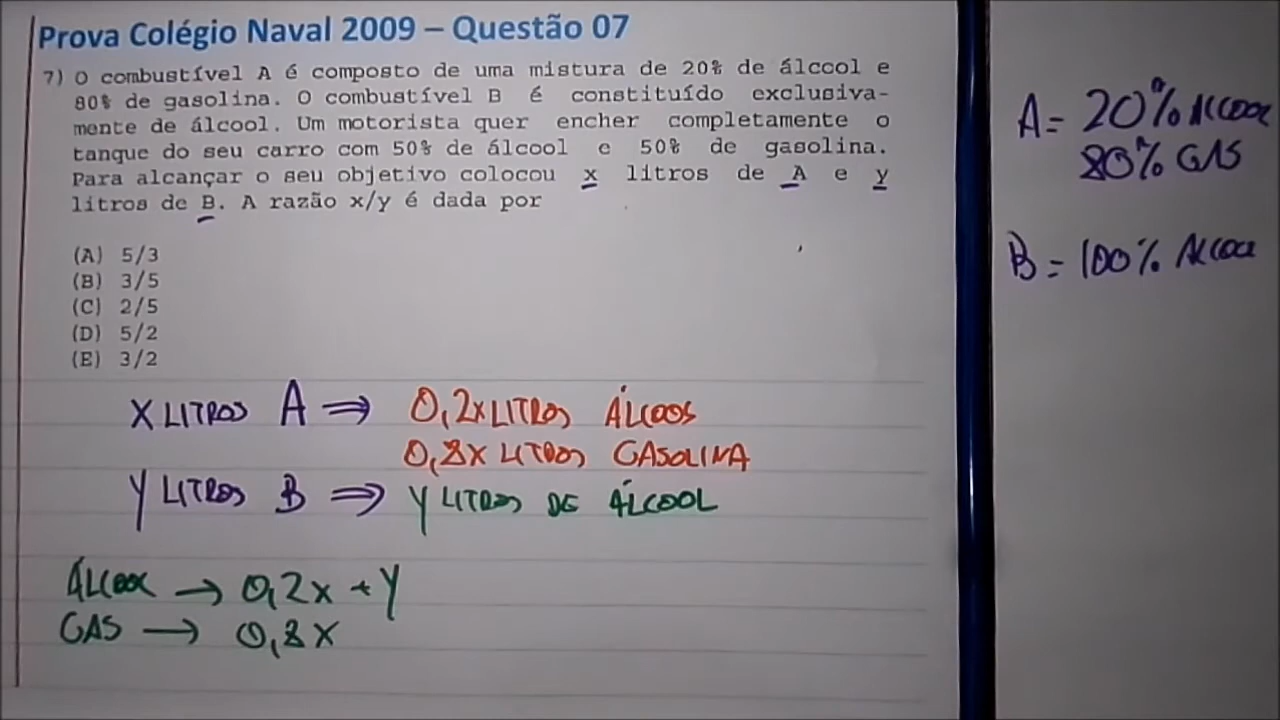 Prova Colégio Naval 2009 – Questão 07
7) O combustível A é composto de uma mistura de 20% de álcool e
80% de gasolina. O combustível B é constituído exclusiva-
mente de álcool. Um motorista quer encher completamente o
tanque do seu carro com 50% de álcool e 50% de gasolina.
Para alcançar o seu objetivo colocou x litros de A e y
litros de B. A razão x/y é dada por
(A) 5/3
(B) 3/5
(C) 2/5
(D) 5/2
(E) 3/2
X LITROS A ⇒ 0,2X LITROS ÁLCOOS
0,8X LITROS GASOLINA
Y LITROS B ⇒ Y LITROS DE ÁLCOOL
ÁLCOOL → 0,2X + Y
GAS → 0,8X
A = 20% ALCOOL
80% GAS
B = 100% ALCOOL